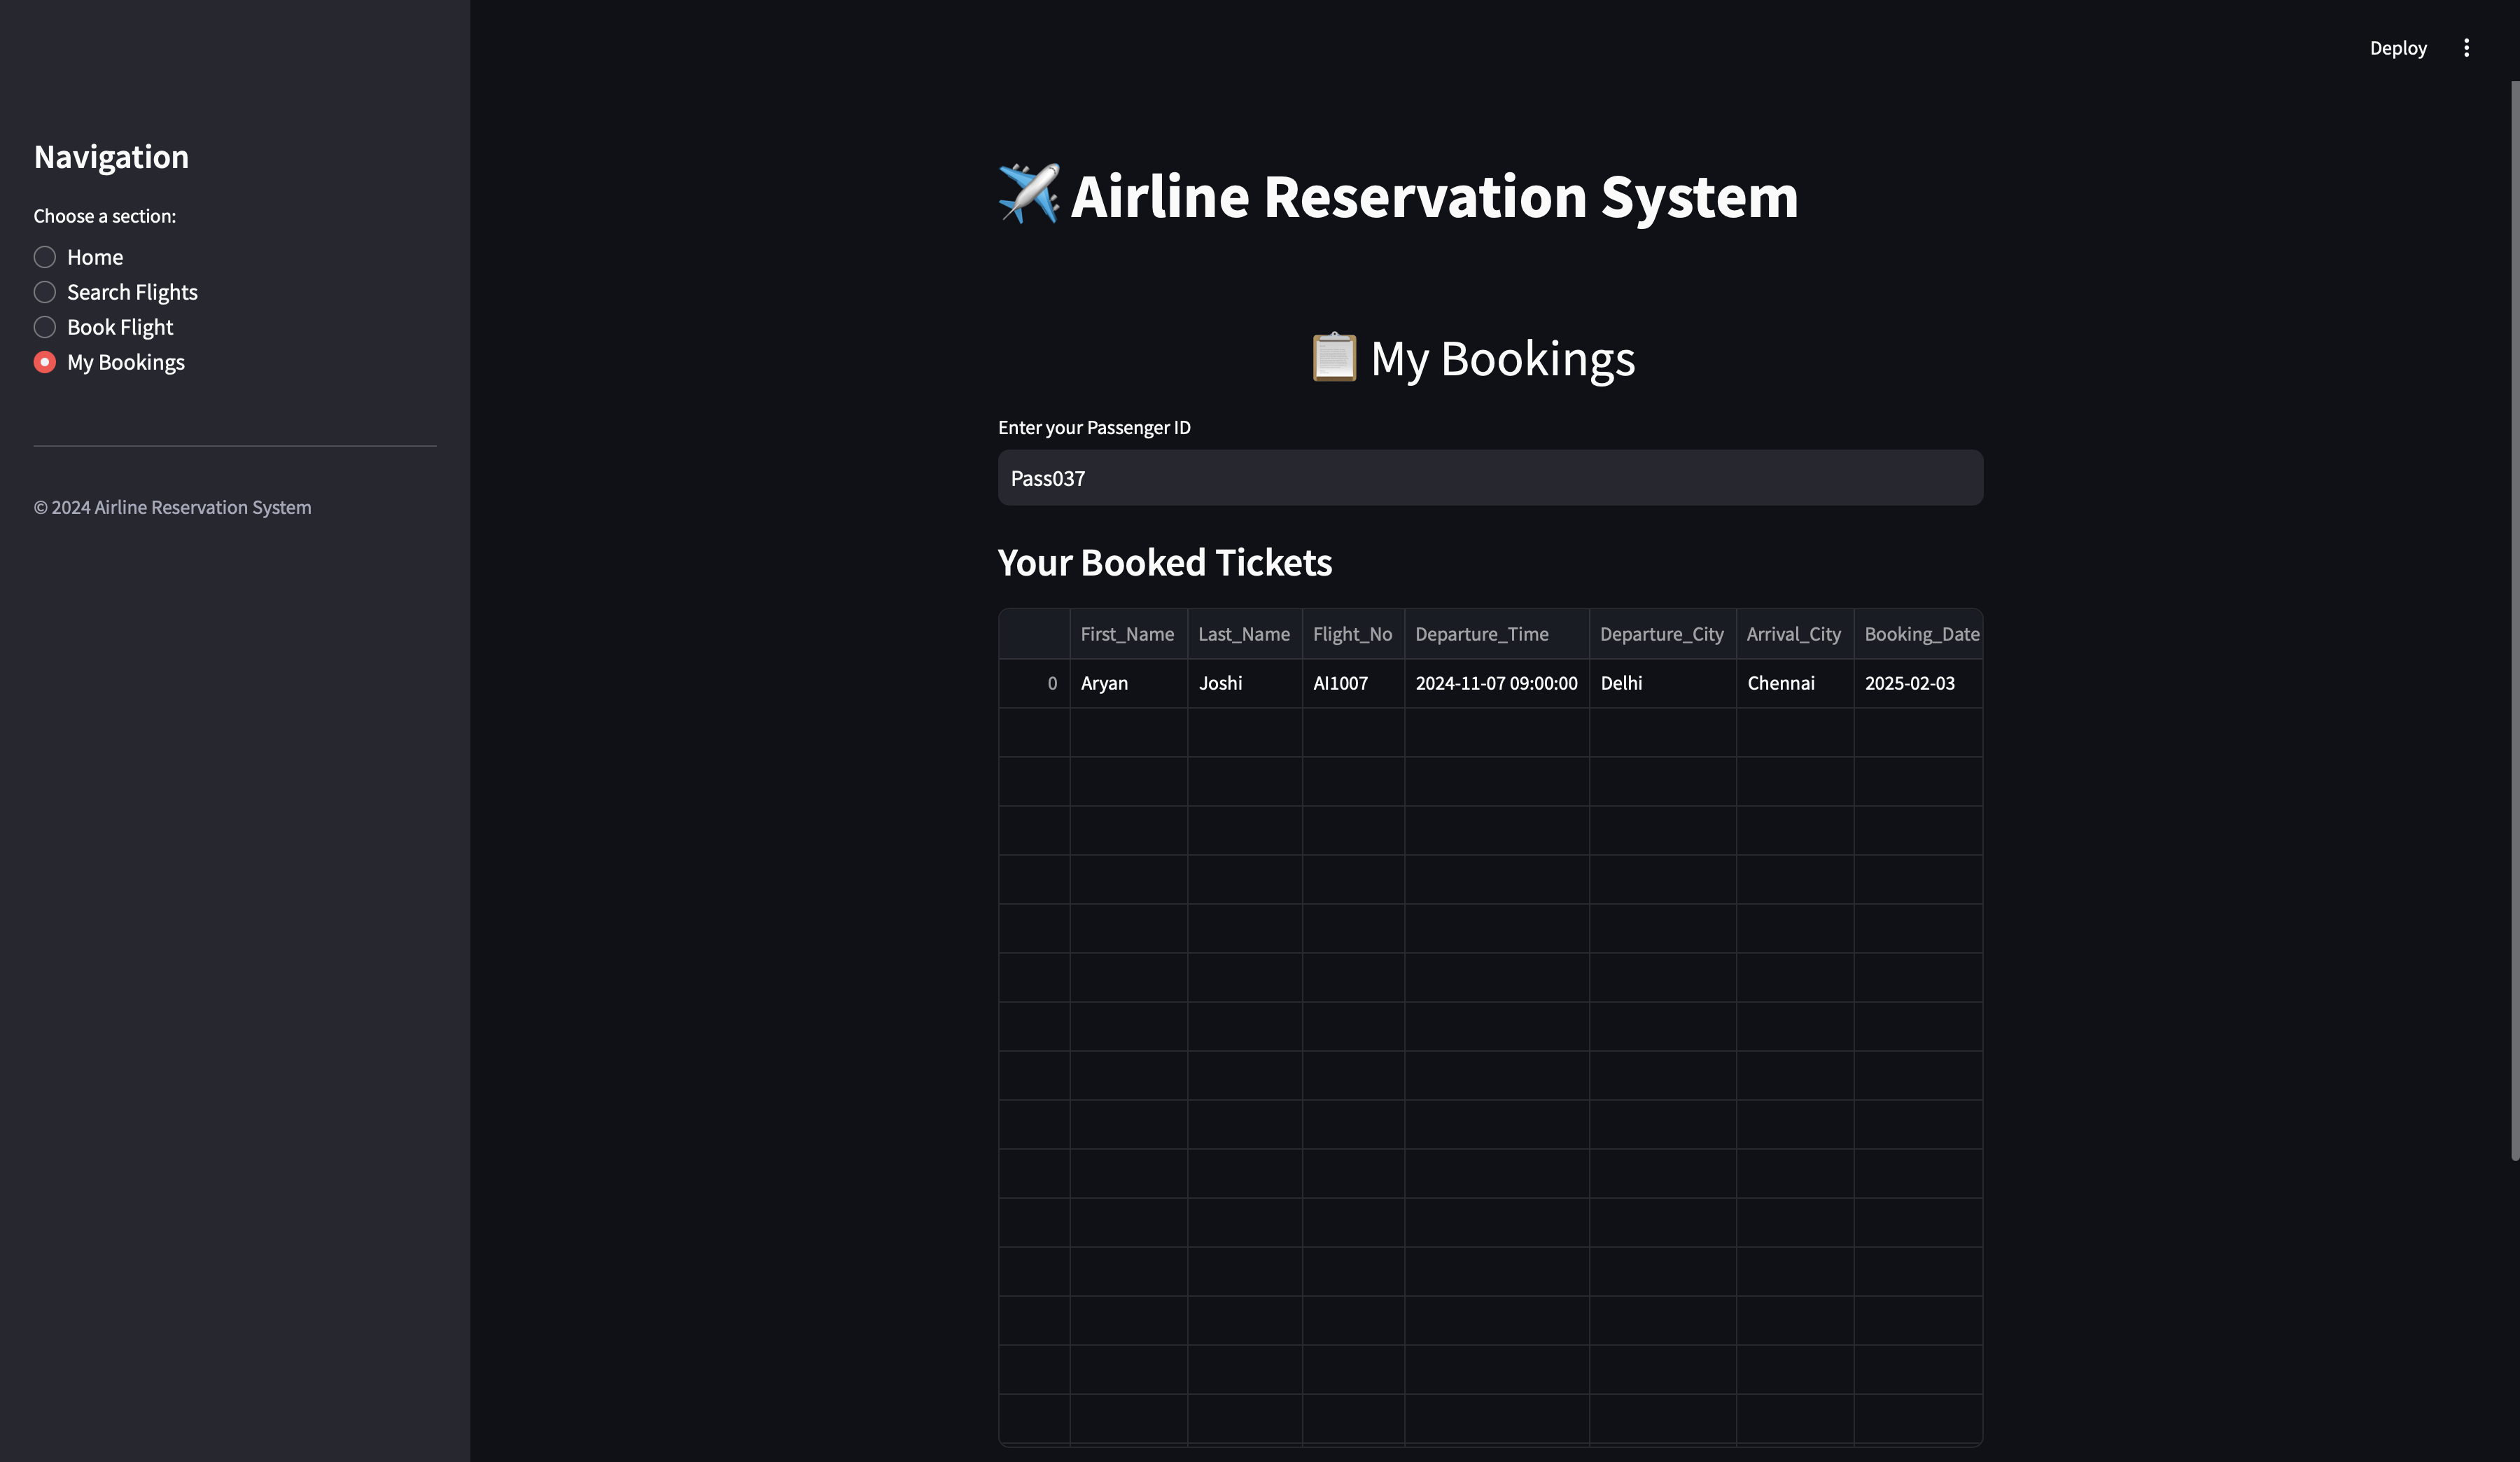 Deploy
Navigation
Choose a section:
Home
Search Flights
Book Flight
My Bookings
© 2024 Airline Reservation System
Airline Reservation System
My Bookings
Enter your Passenger ID
Pass037
Your Booked Tickets
First_Name Last_Name Flight_No Departure_Time Departure_City Arrival_City Booking_Date
0 Aryan Joshi AI1007 2024-11-07 09:00:00 Delhi Chennai 2025-02-03